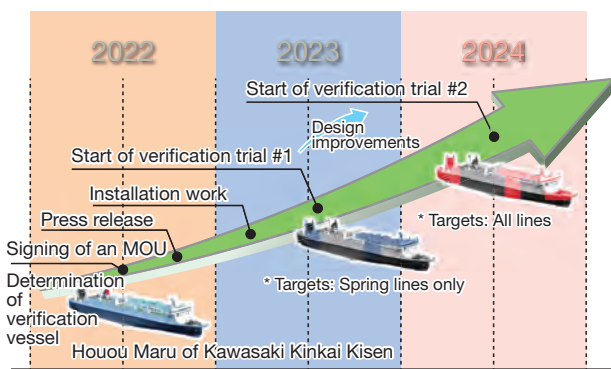 2022
2023
2024
Start of verification trial #2
Design
improvements
Start of verification trial #1
Installation work
Press release
Signing of an MOU
Determination
of
verification
vessel
Houou Maru of Kawasaki Kinkai Kisen
* Targets: Spring lines only
* Targets: All lines